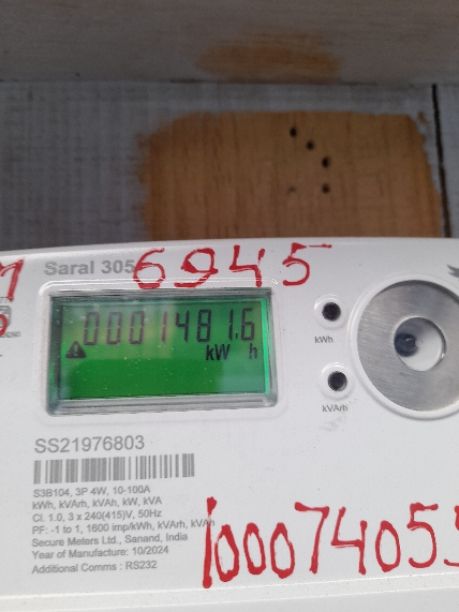 Saral 305
6945
0001481.6
kW h
kWh
kVArh
SS21976803
S3B104, 3P 4W, 10-100A
kWh, kVArh, kVAh, kW, kVA
Cl. 1.0, 3 x 240(415)V, 50Hz
PF: -1 to 1, 1600 imp/kWh, kVArh, kVAh
Secure Meters Ltd., Sanand, India
Year of Manufacture: 10/2024
Additional Comms : RS232
100074055